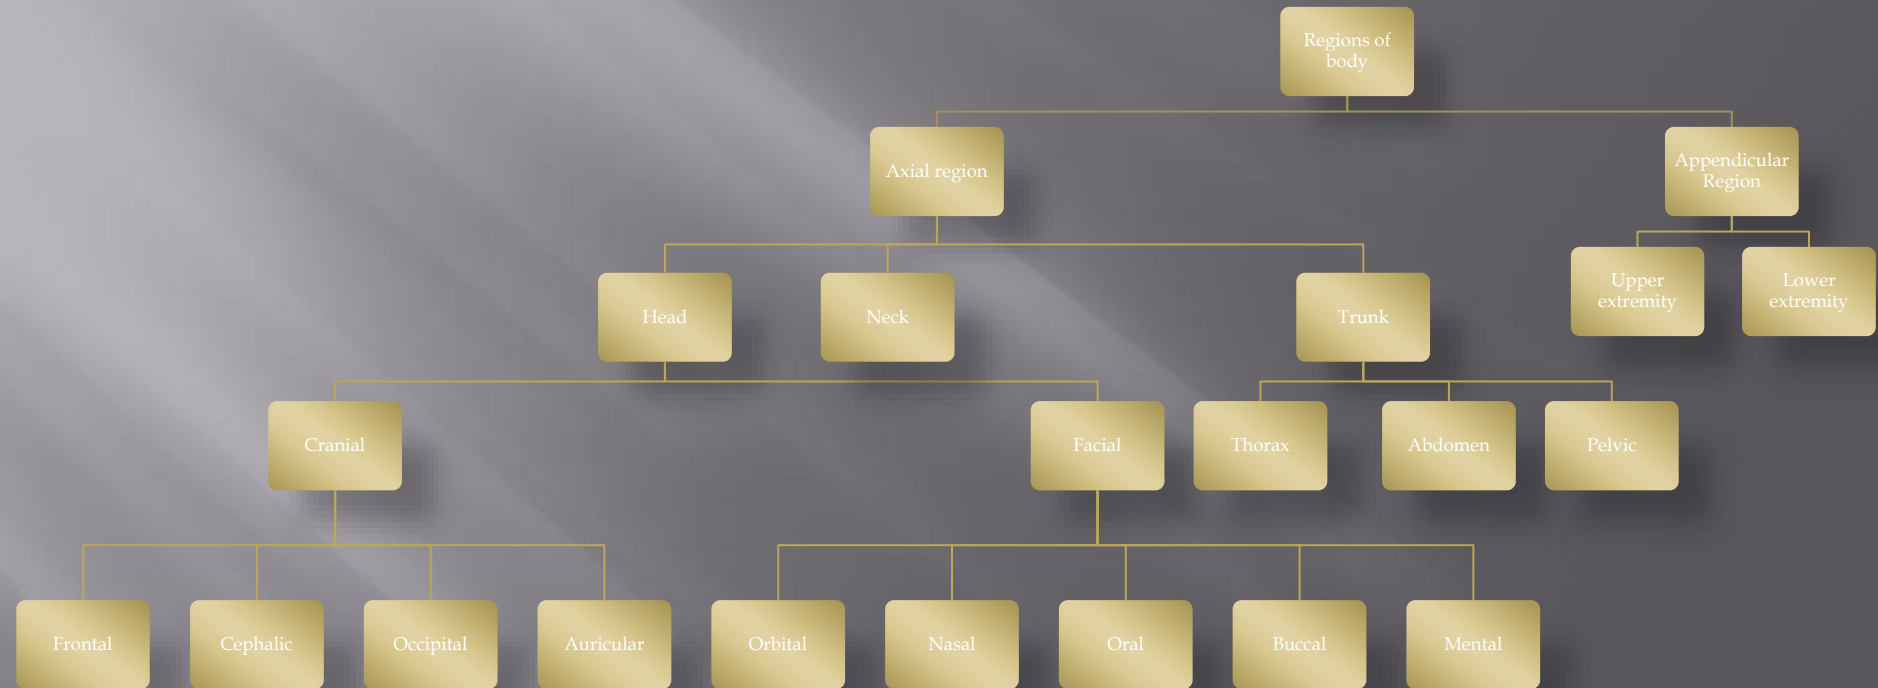 Regions of
body
Axial region
Appendicular
Region
Upper
extremity
Lower
extremity
Head
Neck
Trunk
Cranial
Facial
Thorax
Abdomen
Pelvic
Frontal
Cephalic
Occipital
Auricular
Orbital
Nasal
Oral
Buccal
Mental